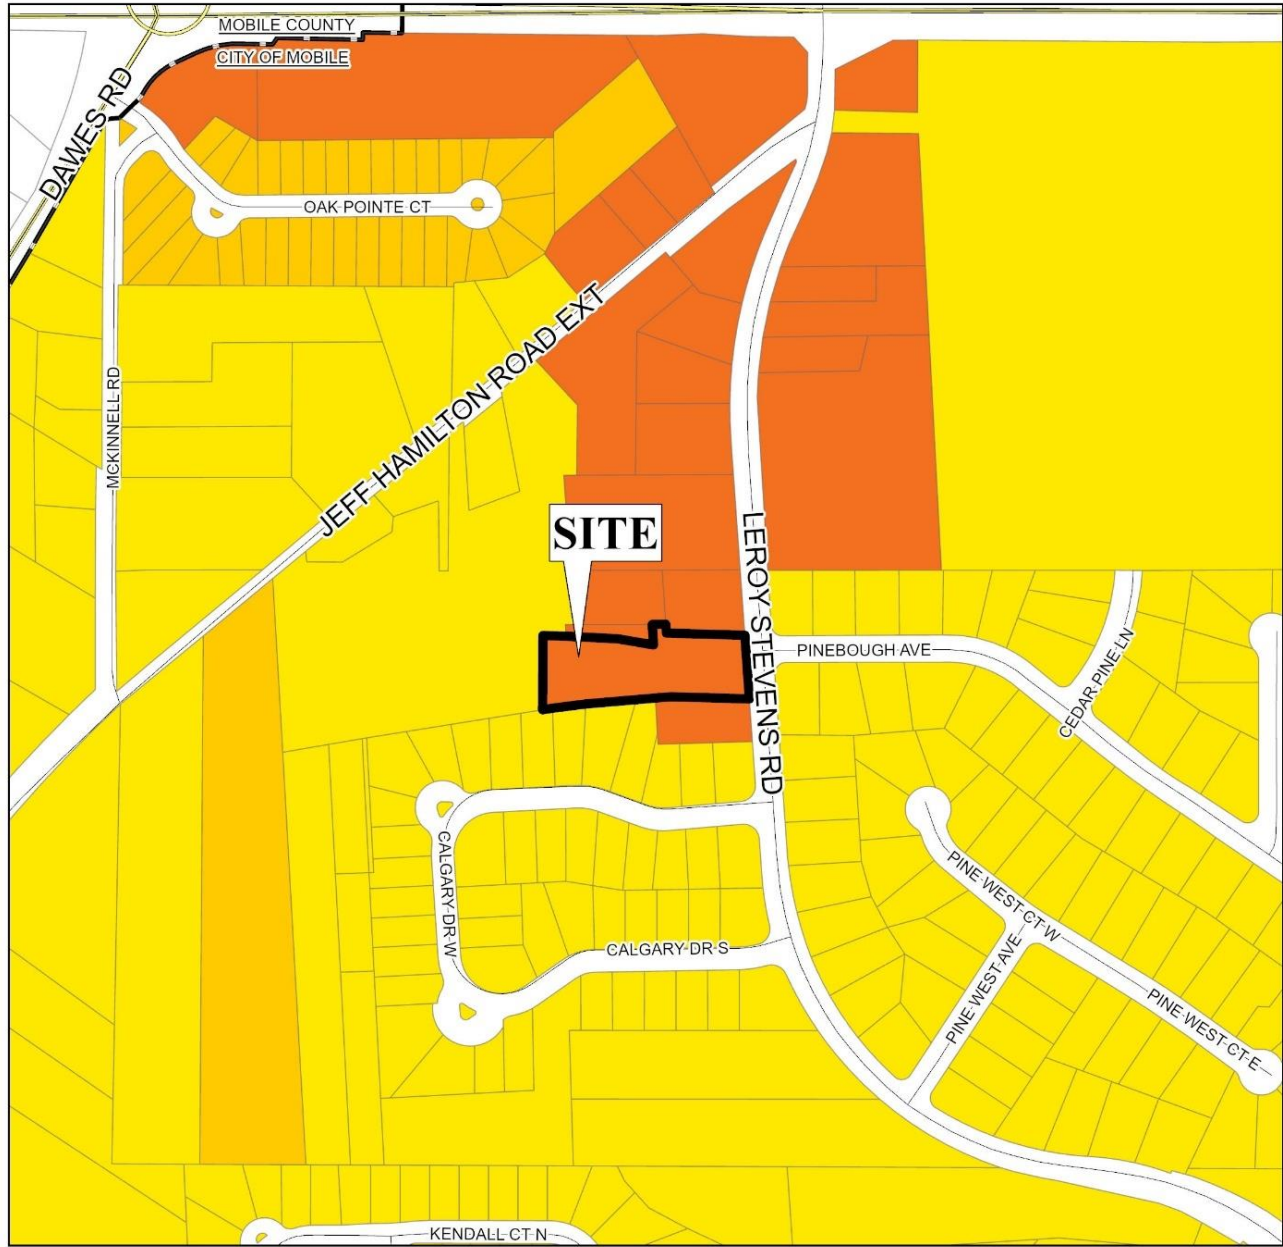 MOBILE COUNTY
CITY OF MOBILE
DAWES RD
OAK POINTE CT
MCKINNELL RD
JEFF HAMILTON ROAD EXT
SITE
LEROY STEVENS RD
PINEBOUGH AVE
CEDAR PINE LN
CALGARY DR W
CALGARY DR S
PINE WEST CT W
PINE WEST AVE
PINE WEST CT E
KENDALL CT N